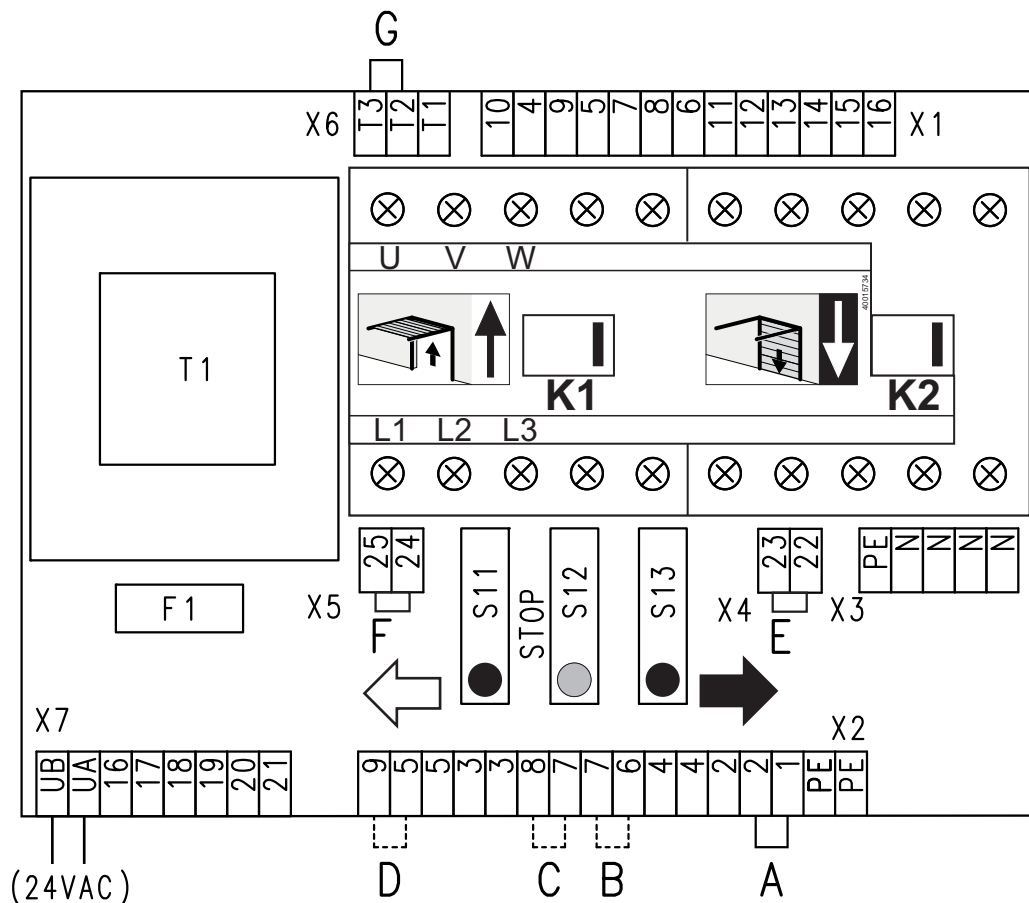 G
X6 T3 T2 T1 10 4 9 5 7 8 6 11 12 13 14 15 16 X1
U V W
40015734
T1
K1 K2
L1 L2 L3
25 24 S11 STOP S12 S13 23 22 PE N N N N
F1 X5 F X4 E X3
X7 X2
UB UA 16 17 18 19 20 21 9 5 5 3 3 8 7 7 6 4 4 2 2 1 PE PE
(24VAC) D C B A